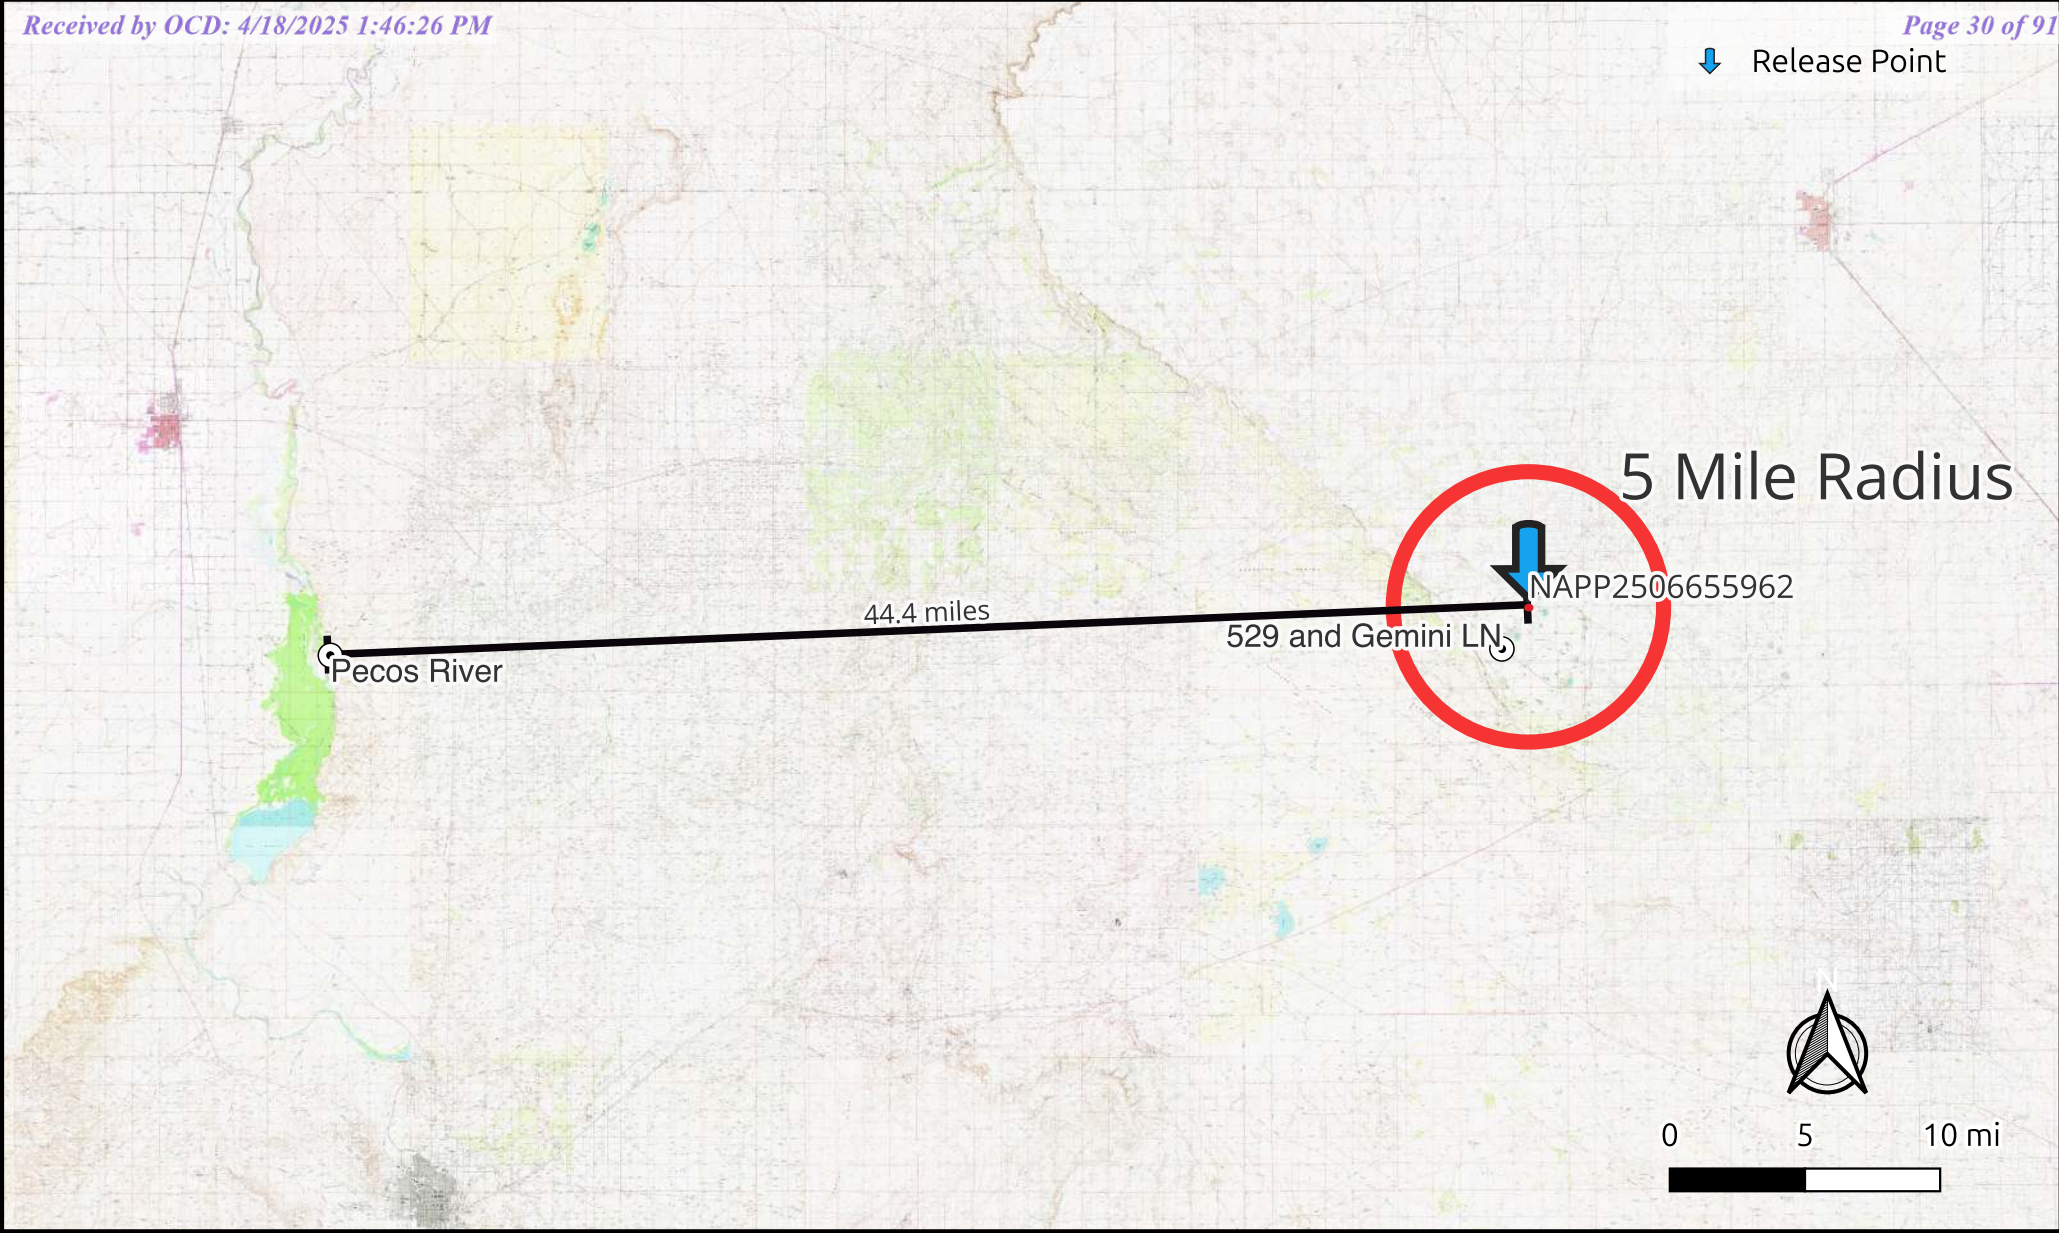 Received by OCD: 4/18/2025 1:46:26 PM
Page 30 of 91
Release Point
5 Mile Radius
NAPP2506655962
44.4 miles
529 and Gemini LN
Pecos River
N
0 5 10 mi